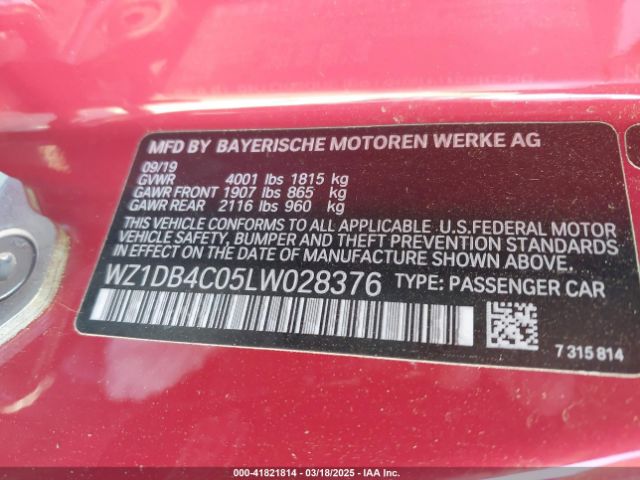 MFD BY BAYERISCHE MOTOREN WERKE AG
09/19
GVWR 4001 lbs 1815 kg
GAWR FRONT 1907 lbs 865 kg
GAWR REAR 2116 lbs 960 kg
THIS VEHICLE CONFORMS TO ALL APPLICABLE U.S.FEDERAL MOTOR
VEHICLE SAFETY, BUMPER AND THEFT PREVENTION STANDARDS IN
EFFECT ON THE DATE OF MANUFACTURE SHOWN ABOVE.
WZ1DB4C05LW028376 TYPE: PASSENGER CAR
7 315 814
000-41821814 - 03/18/2025 - IAA Inc.